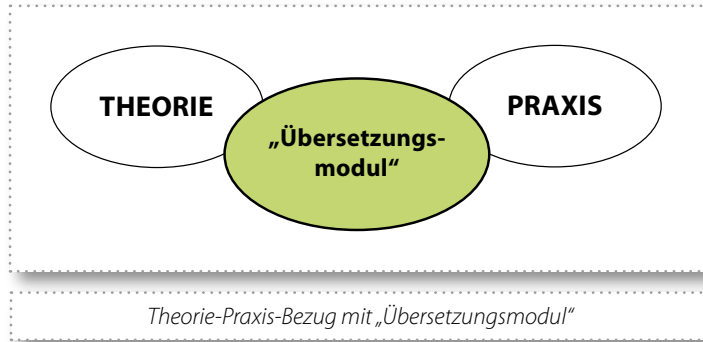 THEORIE
PRAXIS
„Übersetzungs-
modul“
Theorie-Praxis-Bezug mit „Übersetzungsmodul“